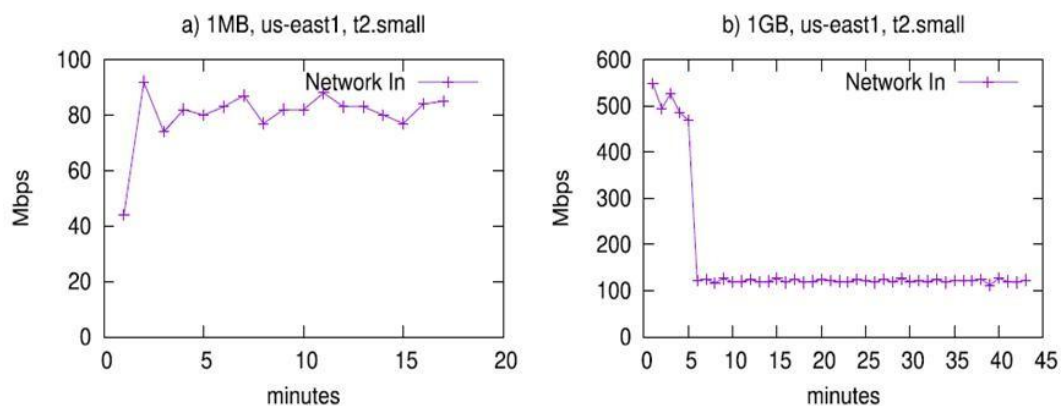 a) 1MB, us-east1, t2.small
100
80
60
40
20
0
Mbps
Network In
0 5 10 15 20
minutes
b) 1GB, us-east1, t2.small
600
500
400
300
200
100
0
Mbps
Network In
0 5 10 15 20 25 30 35 40 45
minutes